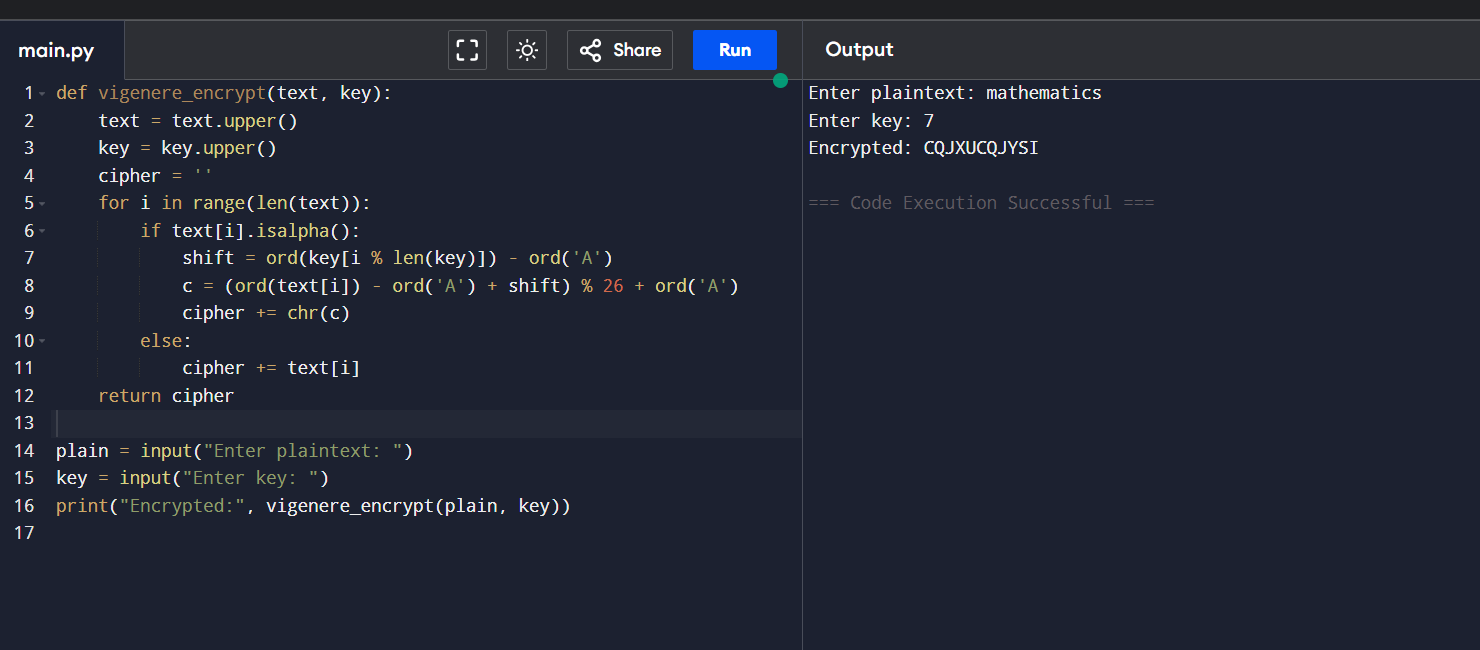 main.py
Share
Run
Output
1 def vigenere_encrypt(text, key):
2     text = text.upper()
3     key = key.upper()
4     cipher = ''
5     for i in range(len(text)):
6         if text[i].isalpha():
7             shift = ord(key[i % len(key)]) - ord('A')
8             c = (ord(text[i]) - ord('A') + shift) % 26 + ord('A')
9             cipher += chr(c)
10         else:
11             cipher += text[i]
12     return cipher
13
14 plain = input("Enter plaintext: ")
15 key = input("Enter key: ")
16 print("Encrypted:", vigenere_encrypt(plain, key))
17
Enter plaintext: mathematics
Enter key: 7
Encrypted: CQJXUCQJYSI
=== Code Execution Successful ===